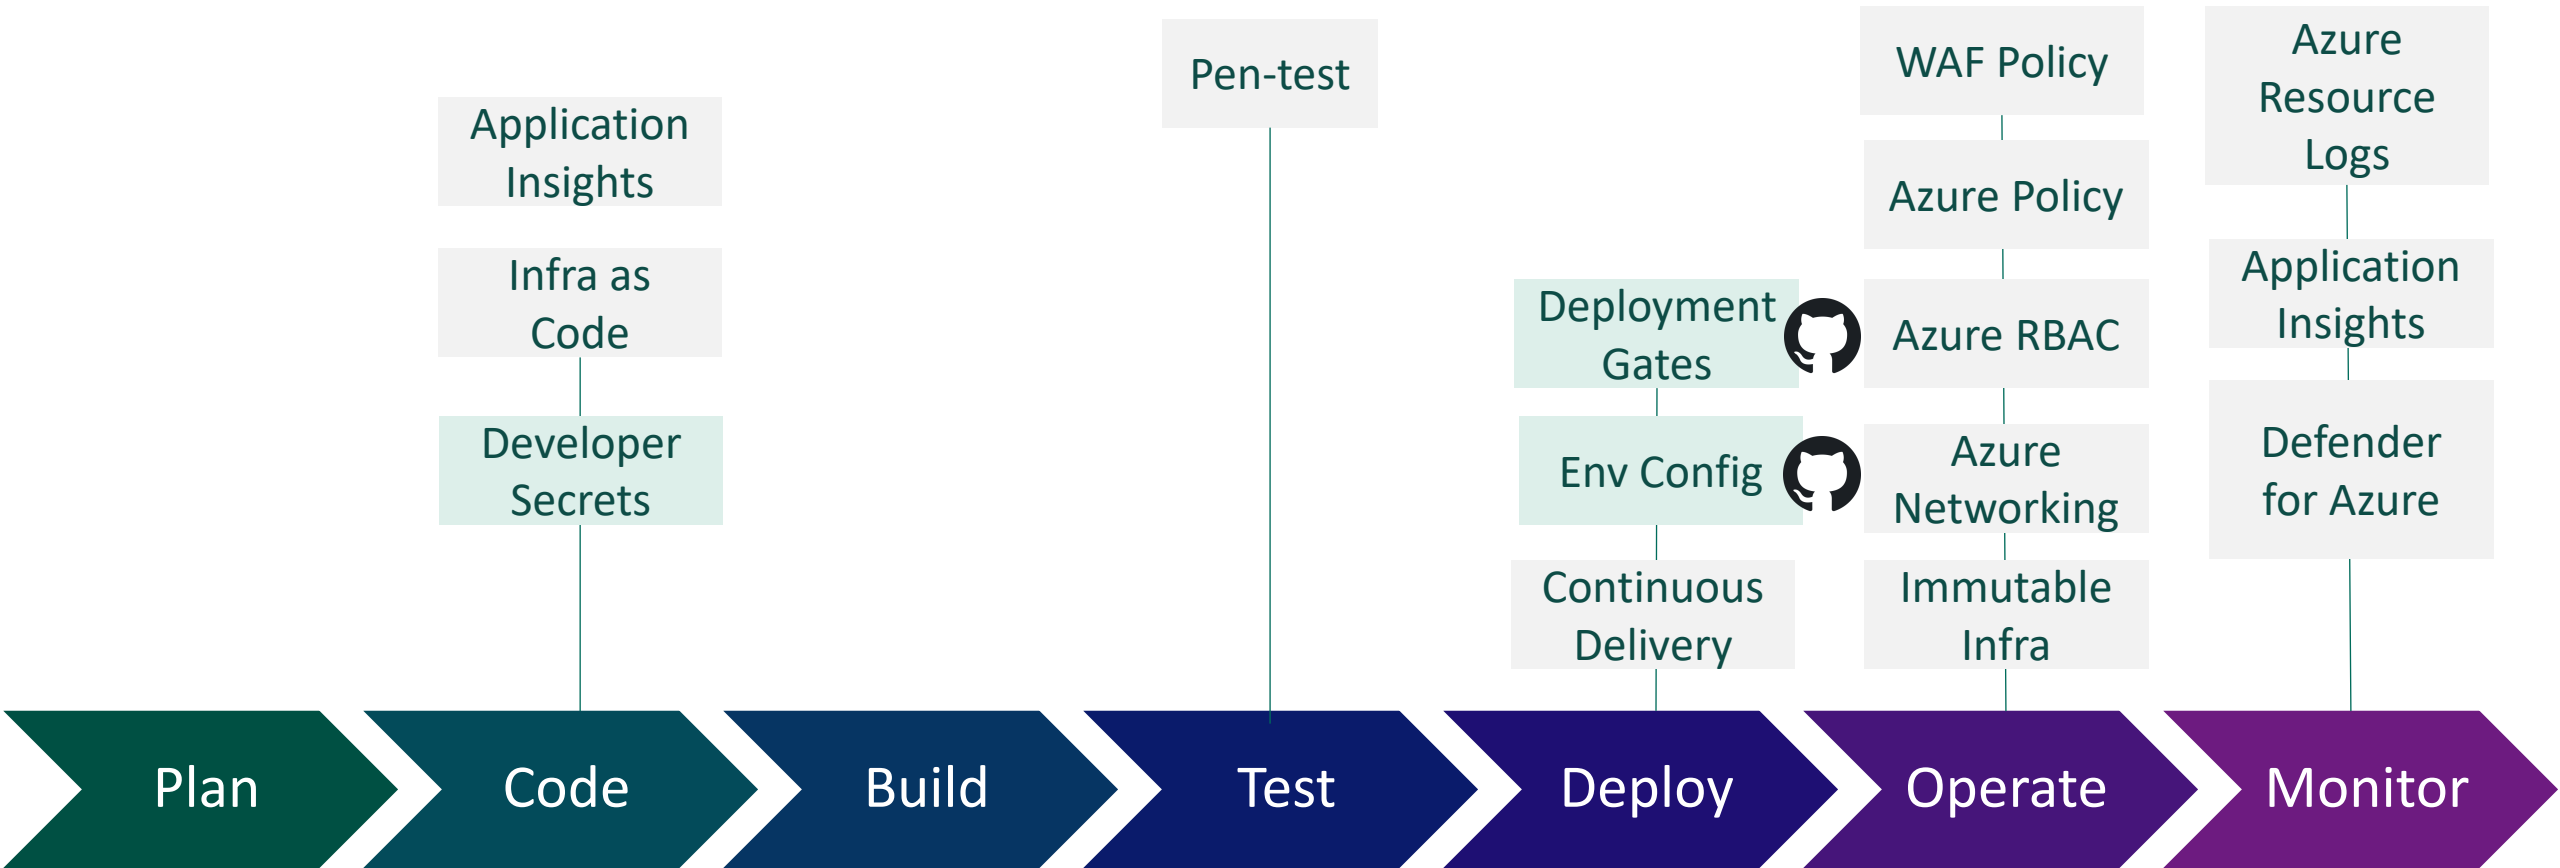 Application
Insights
Infra as
Code
Developer
Secrets
Pen-test
Deployment
Gates
Env Config
Continuous
Delivery
WAF Policy
Azure Policy
Azure RBAC
Azure
Networking
Immutable
Infra
Azure
Resource
Logs
Application
Insights
Defender
for Azure
Plan
Code
Build
Test
Deploy
Operate
Monitor